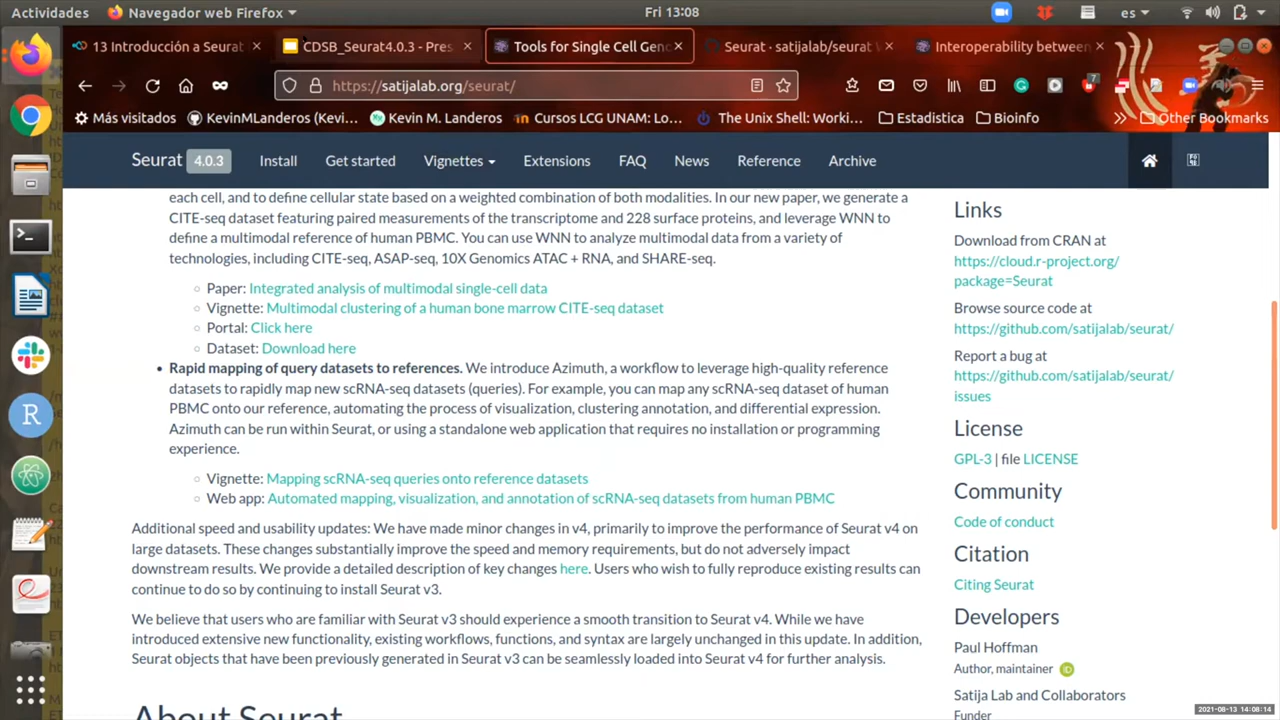 Actividades Navegador web Firefox Fri 13:08 es
13 Introducción a Seurat × CDSB_Seurat4.0.3 - Pres × Tools for Single Cell Geno × Seurat · satijalab/seurat × Interoperability between ×
https://satijalab.org/seurat/ 7
Más visitados KevinMLanderos (Kevi… Kevin M. Landeros Cursos LCG UNAM: Lo… The Unix Shell: Worki… Estadistica Bioinfo Other Bookmarks
Seurat 4.0.3 Install Get started Vignettes Extensions FAQ News Reference Archive
each cell, and to define cellular state based on a weighted combination of both modalities. In our new paper, we generate a
CITE-seq dataset featuring paired measurements of the transcriptome and 228 surface proteins, and leverage WNN to
define a multimodal reference of human PBMC. You can use WNN to analyze multimodal data from a variety of
technologies, including CITE-seq, ASAP-seq, 10X Genomics ATAC + RNA, and SHARE-seq.
Paper: Integrated analysis of multimodal single-cell data
Vignette: Multimodal clustering of a human bone marrow CITE-seq dataset
Portal: Click here
Dataset: Download here
Rapid mapping of query datasets to references. We introduce Azimuth, a workflow to leverage high-quality reference
datasets to rapidly map new scRNA-seq datasets (queries). For example, you can map any scRNA-seq dataset of human
PBMC onto our reference, automating the process of visualization, clustering annotation, and differential expression.
Azimuth can be run within Seurat, or using a standalone web application that requires no installation or programming
experience.
Vignette: Mapping scRNA-seq queries onto reference datasets
Web app: Automated mapping, visualization, and annotation of scRNA-seq datasets from human PBMC
Additional speed and usability updates: We have made minor changes in v4, primarily to improve the performance of Seurat v4 on
large datasets. These changes substantially improve the speed and memory requirements, but do not adversely impact
downstream results. We provide a detailed description of key changes here. Users who wish to fully reproduce existing results can
continue to do so by continuing to install Seurat v3.
We believe that users who are familiar with Seurat v3 should experience a smooth transition to Seurat v4. While we have
introduced extensive new functionality, existing workflows, functions, and syntax are largely unchanged in this update. In addition,
Seurat objects that have been previously generated in Seurat v3 can be seamlessly loaded into Seurat v4 for further analysis.
About Seurat
Links
Download from CRAN at
https://cloud.r-project.org/
package=Seurat
Browse source code at
https://github.com/satijalab/seurat/
Report a bug at
https://github.com/satijalab/seurat/
issues
License
GPL-3 | file LICENSE
Community
Code of conduct
Citation
Citing Seurat
Developers
Paul Hoffman
Author, maintainer iD
Satija Lab and Collaborators
Funder
2021-08-13 14:08:14